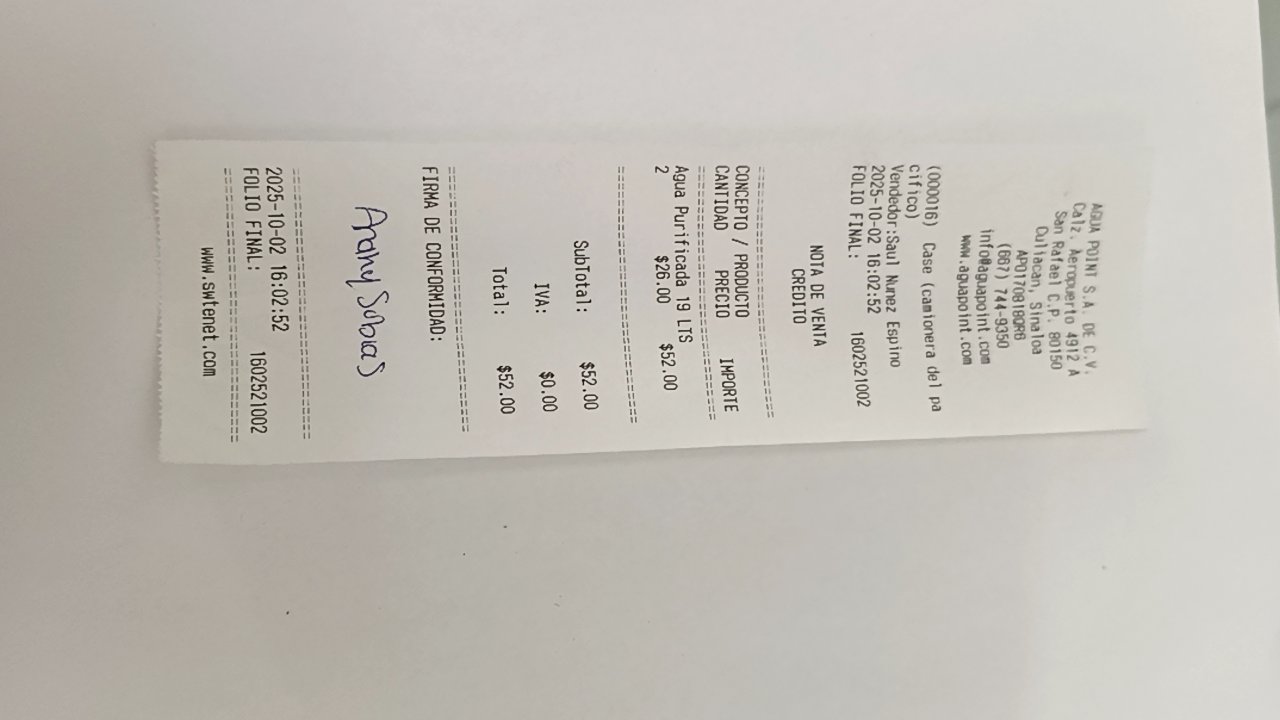 AGUA POINT S.A. DE C.V.
Calz. Aeropuerto 4912 A
San Rafael C.P. 80150
Culiacan, Sinaloa
APO170818QR6
(667) 744-9350
info@aguapoint.com
www.aguapoint.com
(000016) Case (camionera del pa
cifico)
Vendedor:Saul Nunez Espino
2025-10-02 16:02:52
FOLIO FINAL: 1602521002
NOTA DE VENTA
CREDITO
CONCEPTO / PRODUCTO
CANTIDAD PRECIO IMPORTE
Agua Purificada 19 LTS
2 $26.00 $52.00
SubTotal: $52.00
IVA: $0.00
Total: $52.00
FIRMA DE CONFORMIDAD:
Arany Sobias
2025-10-02 16:02:52
FOLIO FINAL: 1602521002
www.swtenet.com